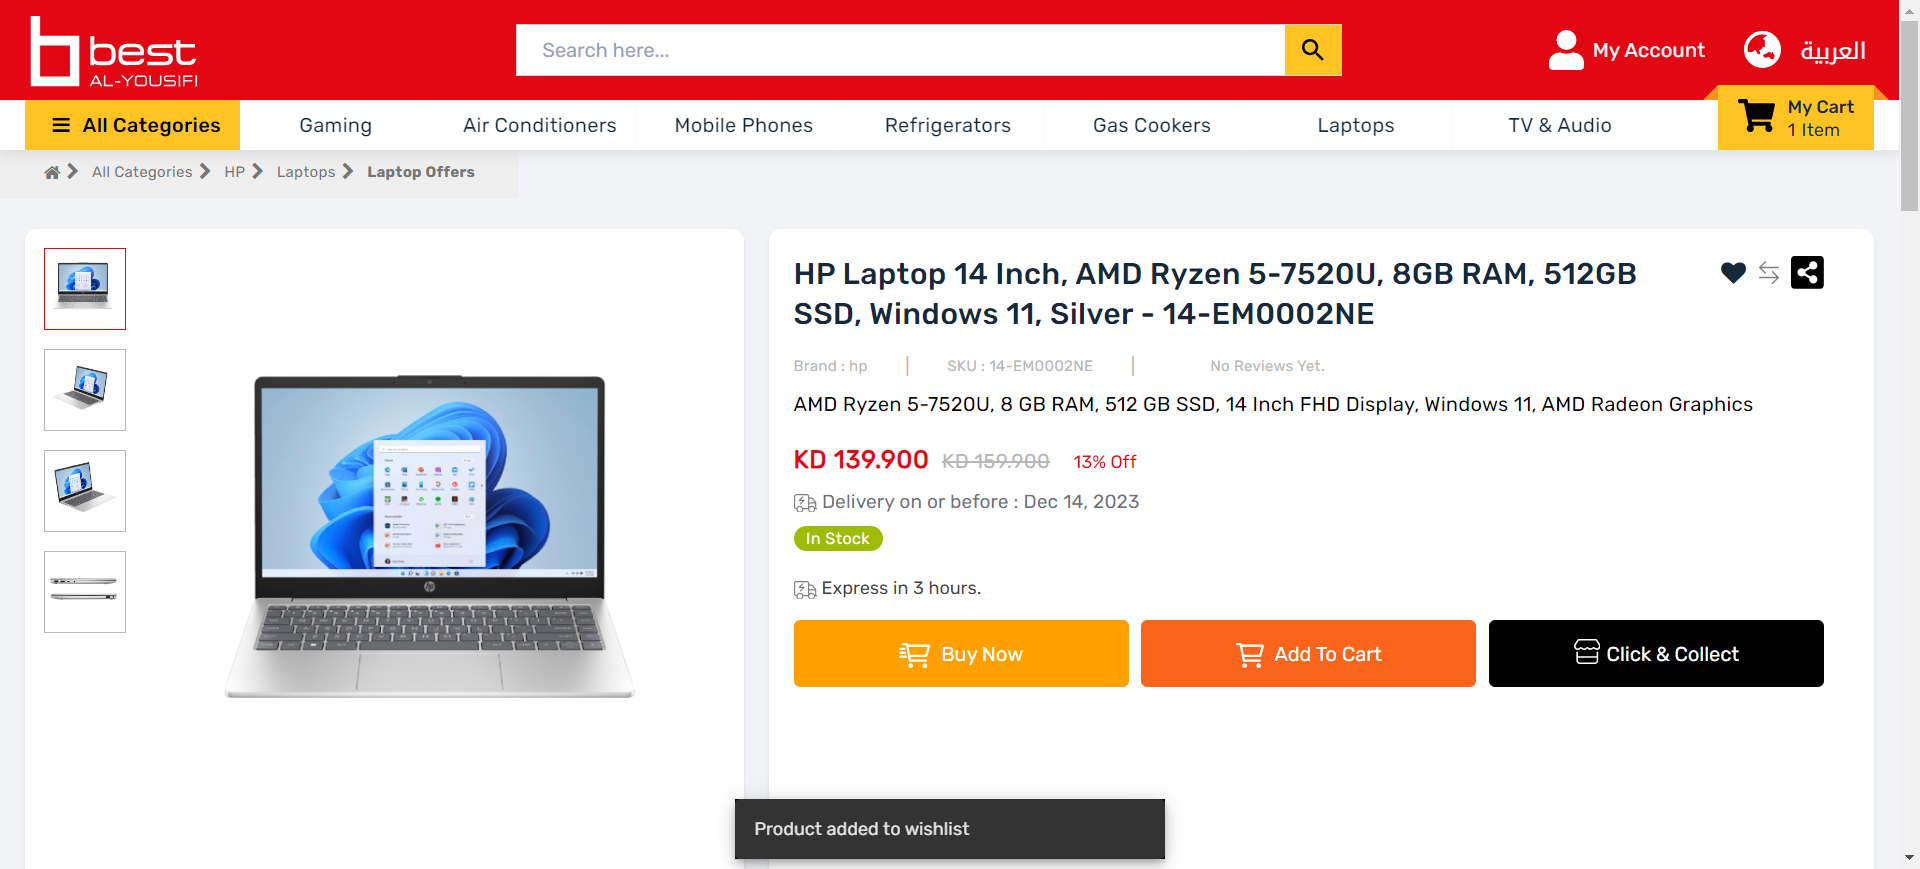 best
AL-YOUSIFI
Search here...
My Account
العربية
All Categories
Gaming
Air Conditioners
Mobile Phones
Refrigerators
Gas Cookers
Laptops
TV & Audio
My Cart
1 Item
All Categories
HP
Laptops
Laptop Offers
HP Laptop 14 Inch, AMD Ryzen 5-7520U, 8GB RAM, 512GB
SSD, Windows 11, Silver - 14-EM0002NE
Brand : hp
SKU : 14-EM0002NE
No Reviews Yet.
AMD Ryzen 5-7520U, 8 GB RAM, 512 GB SSD, 14 Inch FHD Display, Windows 11, AMD Radeon Graphics
KD 139.900 KD 159.900 13% Off
Delivery on or before : Dec 14, 2023
In Stock
Express in 3 hours.
Buy Now
Add To Cart
Click & Collect
Product added to wishlist